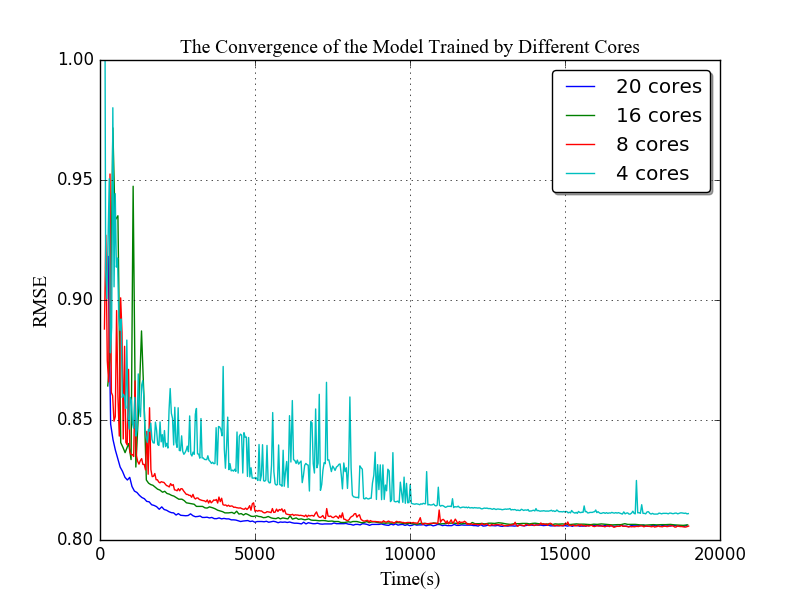 The Convergence of the Model Trained by Different Cores
1.00
0.95
0.90
0.85
0.80
RMSE
20 cores
16 cores
8 cores
4 cores
0
5000
10000
15000
20000
Time(s)